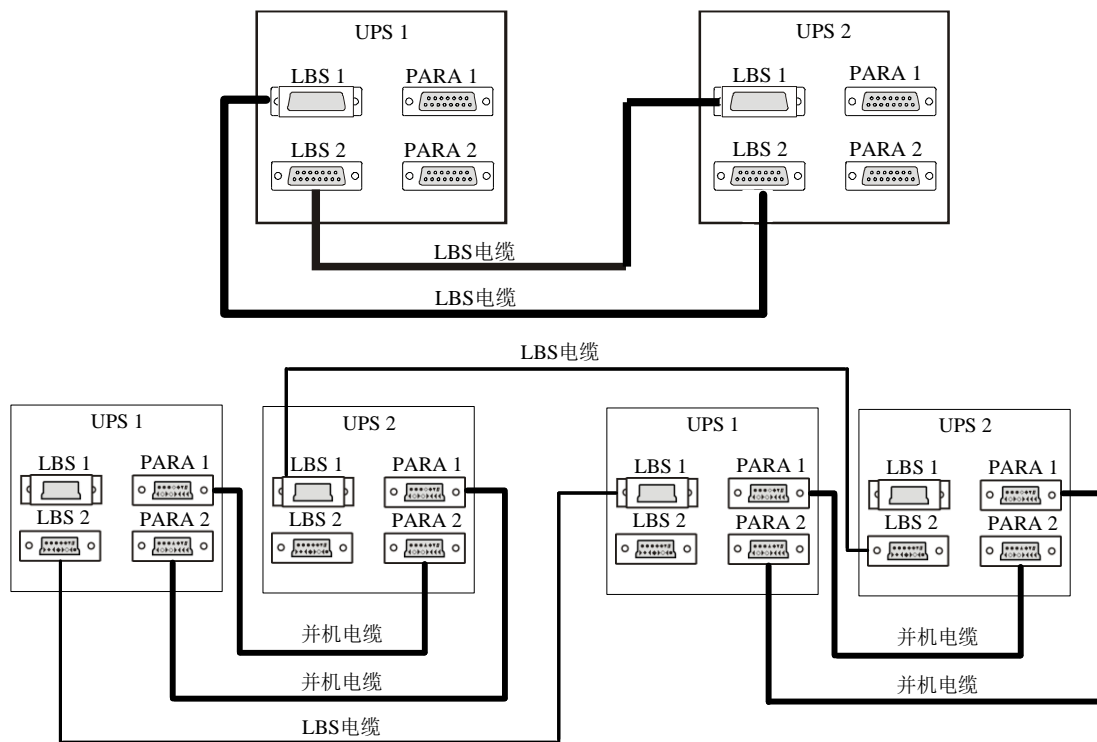 UPS 1
UPS 2
LBS 1
PARA 1
LBS 1
PARA 1
LBS 2
PARA 2
LBS 2
PARA 2
LBS电缆
LBS电缆
LBS电缆
UPS 1
UPS 2
UPS 1
UPS 2
LBS 1
PARA 1
LBS 1
PARA 1
LBS 1
PARA 1
LBS 1
PARA 1
LBS 2
PARA 2
LBS 2
PARA 2
LBS 2
PARA 2
LBS 2
PARA 2
并机电缆
并机电缆
并机电缆
并机电缆
LBS电缆